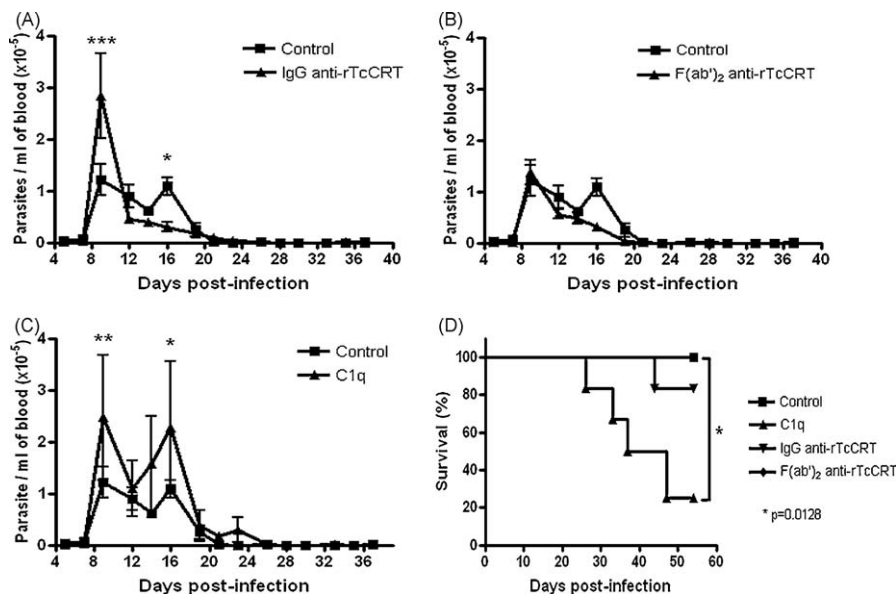 (A)
***
*
Control
IgG anti-rTcCRT
Parasites / ml of blood (x10⁻⁵)
4
3
2
1
0
4 8 12 16 20 24 28 32 36 40
Days post-infection
(B)
Control
F(ab')₂ anti-rTcCRT
Parasites / ml of blood (x10⁻⁵)
4
3
2
1
0
4 8 12 16 20 24 28 32 36 40
Days post-infection
(C)
**
*
Control
C1q
Parasite / ml of blood (x10⁻⁵)
4
3
2
1
0
4 8 12 16 20 24 28 32 36
Days post-infection
(D)
Survival (%)
100
80
60
40
20
0
0 10 20 30 40 50 60
Days post-infection
*
Control
C1q
IgG anti-rTcCRT
F(ab')₂ anti-rTcCRT
* p=0.0128